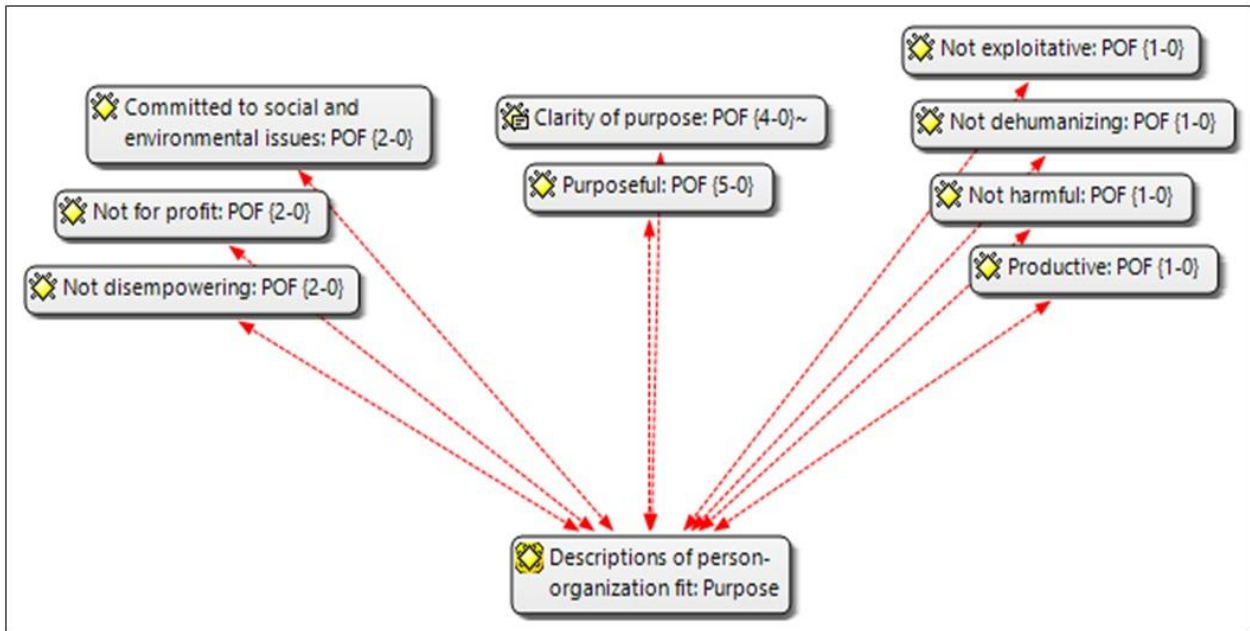 Committed to social and
environmental issues: POF {2-0}
Not for profit: POF {2-0}
Not disempowering: POF {2-0}
Clarity of purpose: POF {4-0}~
Purposeful: POF {5-0}
Not exploitative: POF {1-0}
Not dehumanizing: POF {1-0}
Not harmful: POF {1-0}
Productive: POF {1-0}
Descriptions of person-
organization fit: Purpose